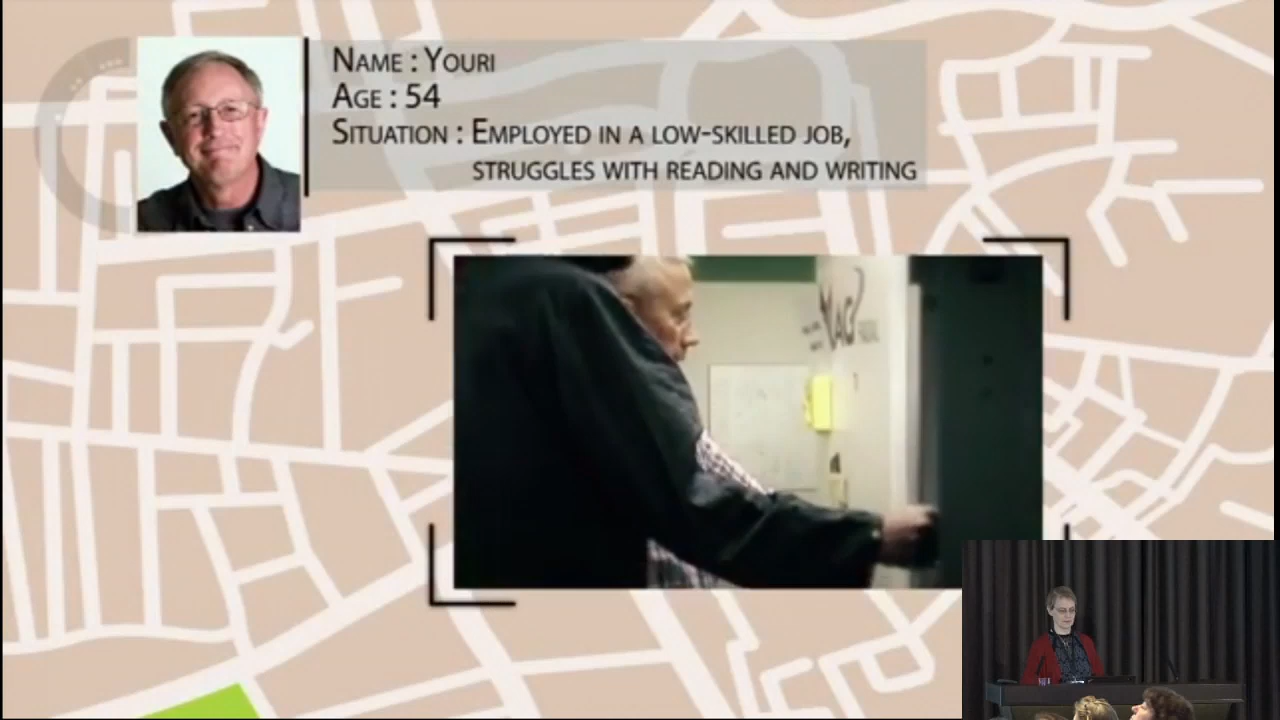 Name : Youri
Age : 54
Situation : Employed in a low-skilled job,
struggles with reading and writing